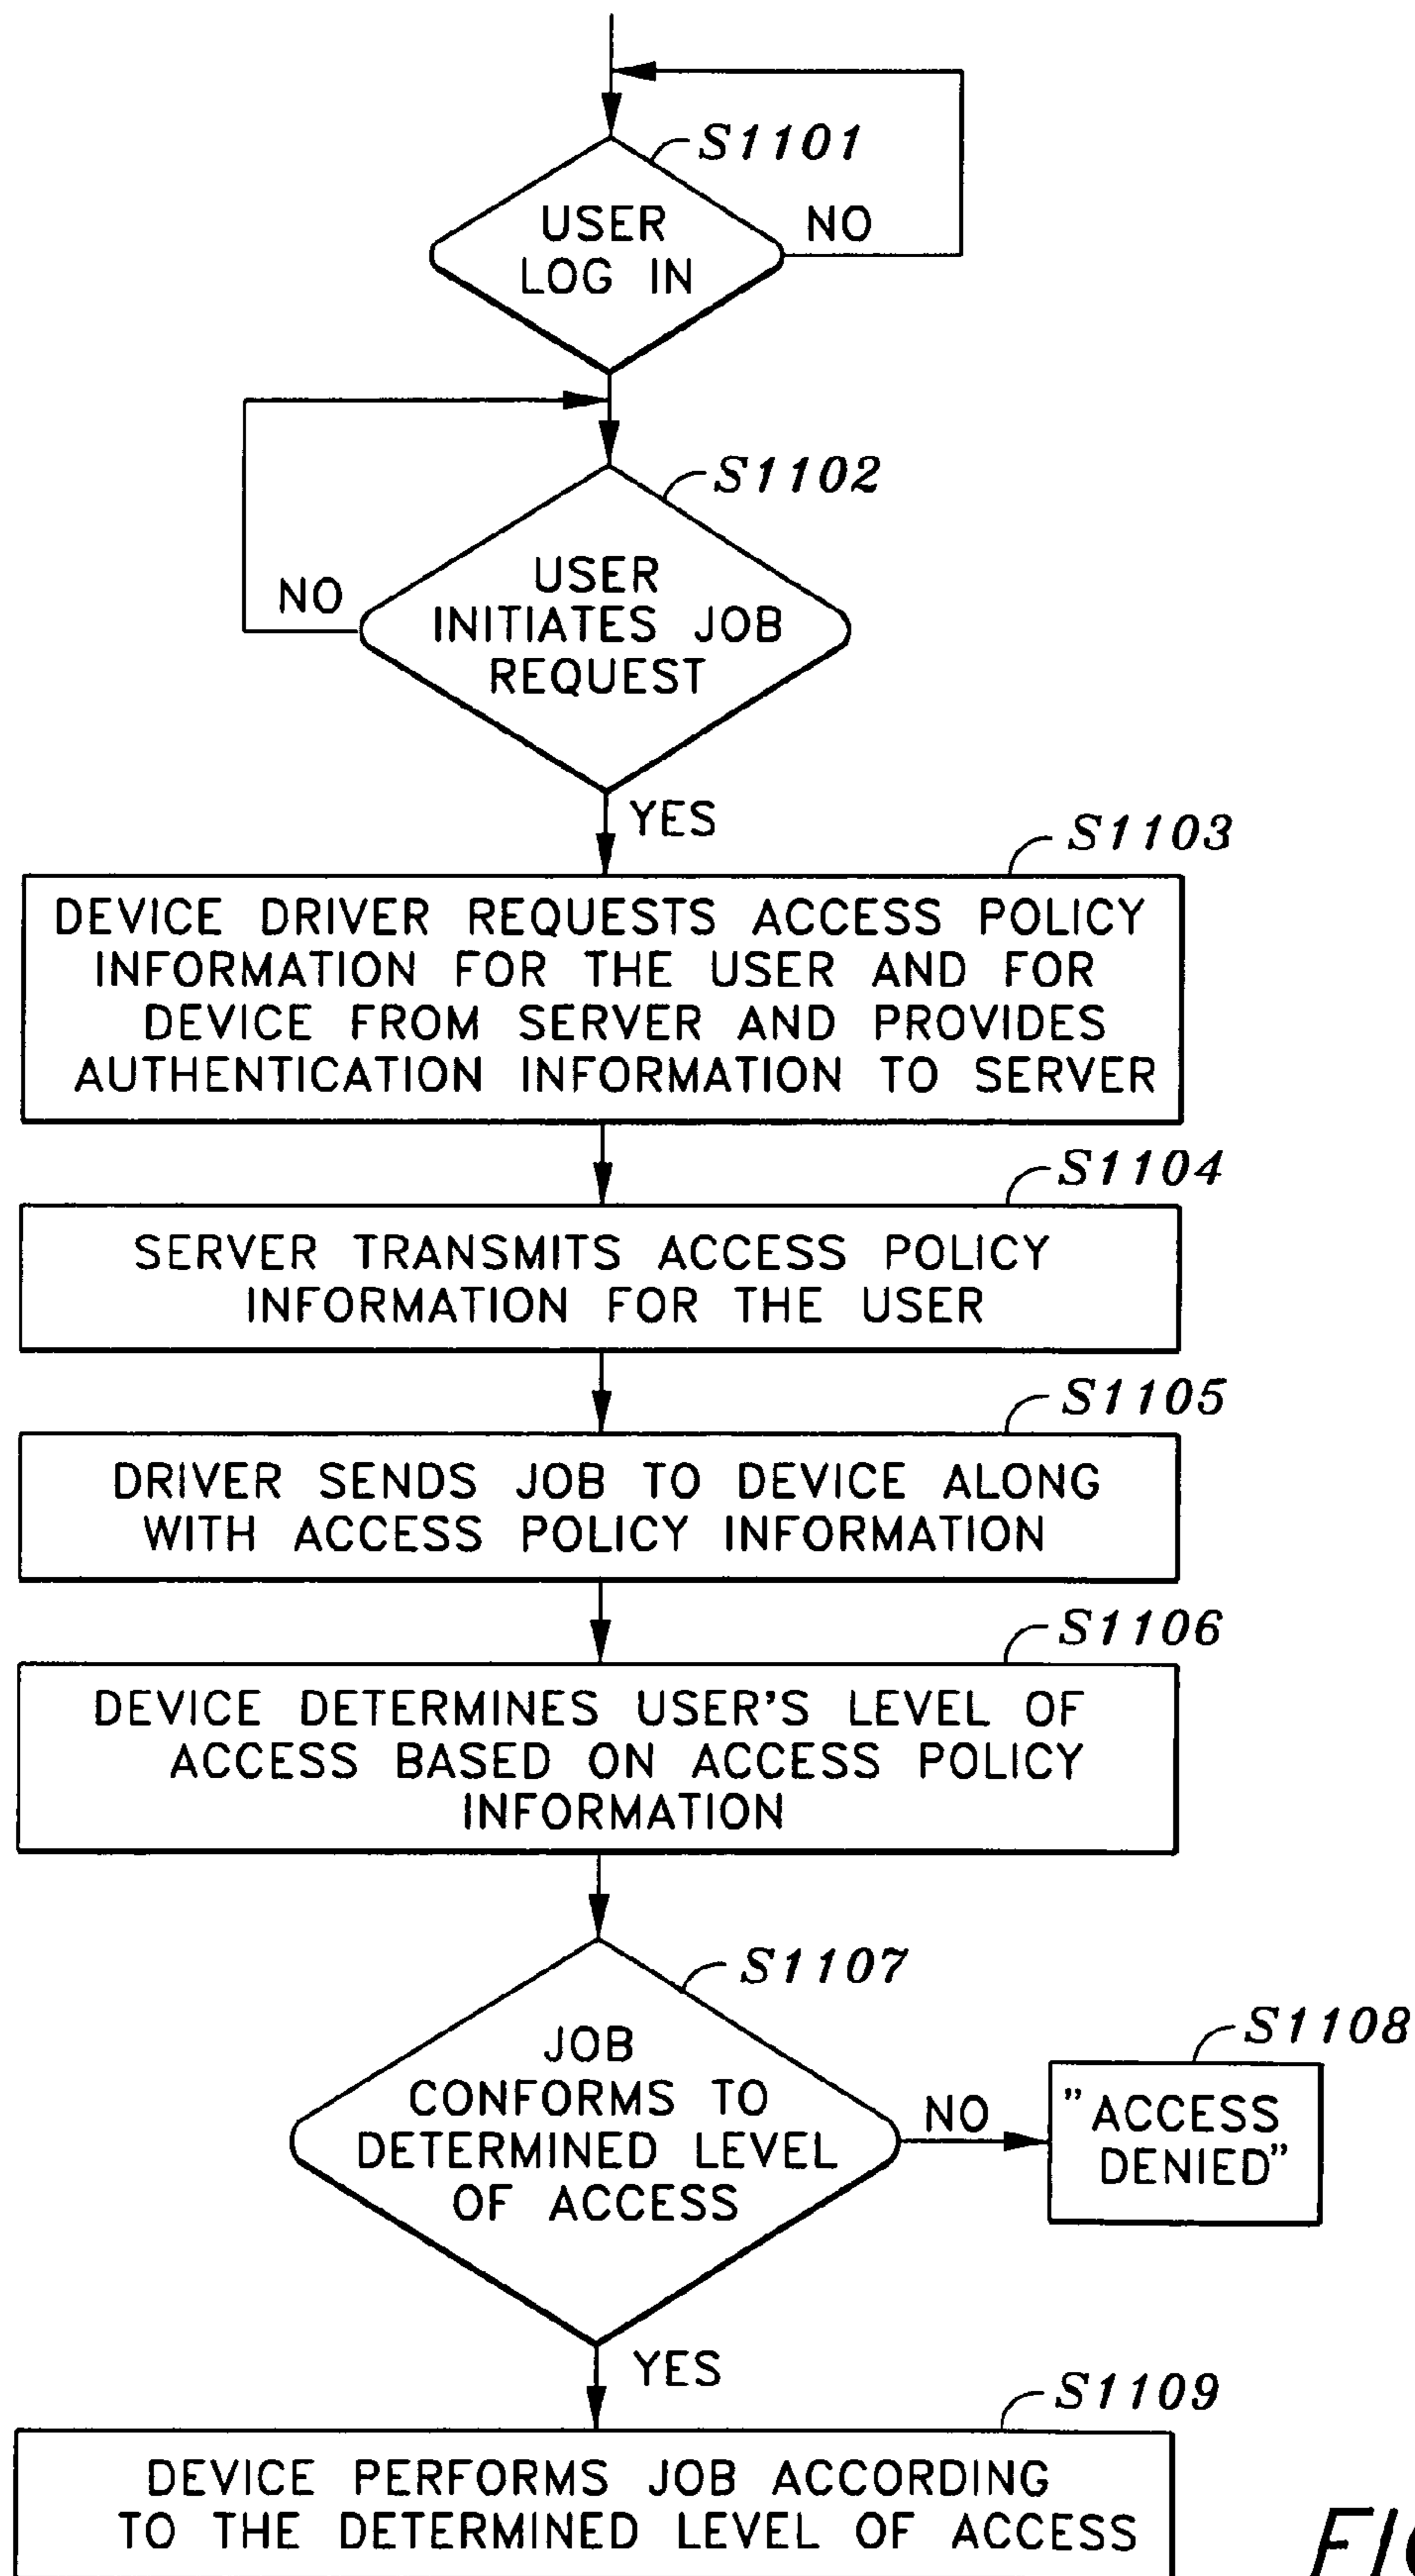 S1101
USER
LOG IN
NO
S1102
USER
INITIATES JOB
REQUEST
NO
YES
S1103
DEVICE DRIVER REQUESTS ACCESS POLICY
INFORMATION FOR THE USER AND FOR
DEVICE FROM SERVER AND PROVIDES
AUTHENTICATION INFORMATION TO SERVER
S1104
SERVER TRANSMITS ACCESS POLICY
INFORMATION FOR THE USER
S1105
DRIVER SENDS JOB TO DEVICE ALONG
WITH ACCESS POLICY INFORMATION
S1106
DEVICE DETERMINES USER'S LEVEL OF
ACCESS BASED ON ACCESS POLICY
INFORMATION
S1107
JOB
CONFORMS TO
DETERMINED LEVEL
OF ACCESS
NO
S1108
"ACCESS
DENIED"
YES
S1109
DEVICE PERFORMS JOB ACCORDING
TO THE DETERMINED LEVEL OF ACCESS